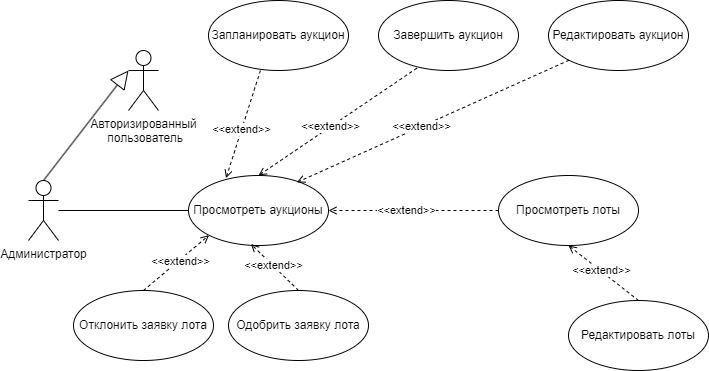 Запланировать аукцион
Завершить аукцион
Редактировать аукцион
Авторизированный
пользователь
<<extend>>
<<extend>>
<<extend>>
Администратор
Просмотреть аукционы
<<extend>>
Просмотреть лоты
<<extend>>
<<extend>>
<<extend>>
Отклонить заявку лота
Одобрить заявку лота
Редактировать лоты